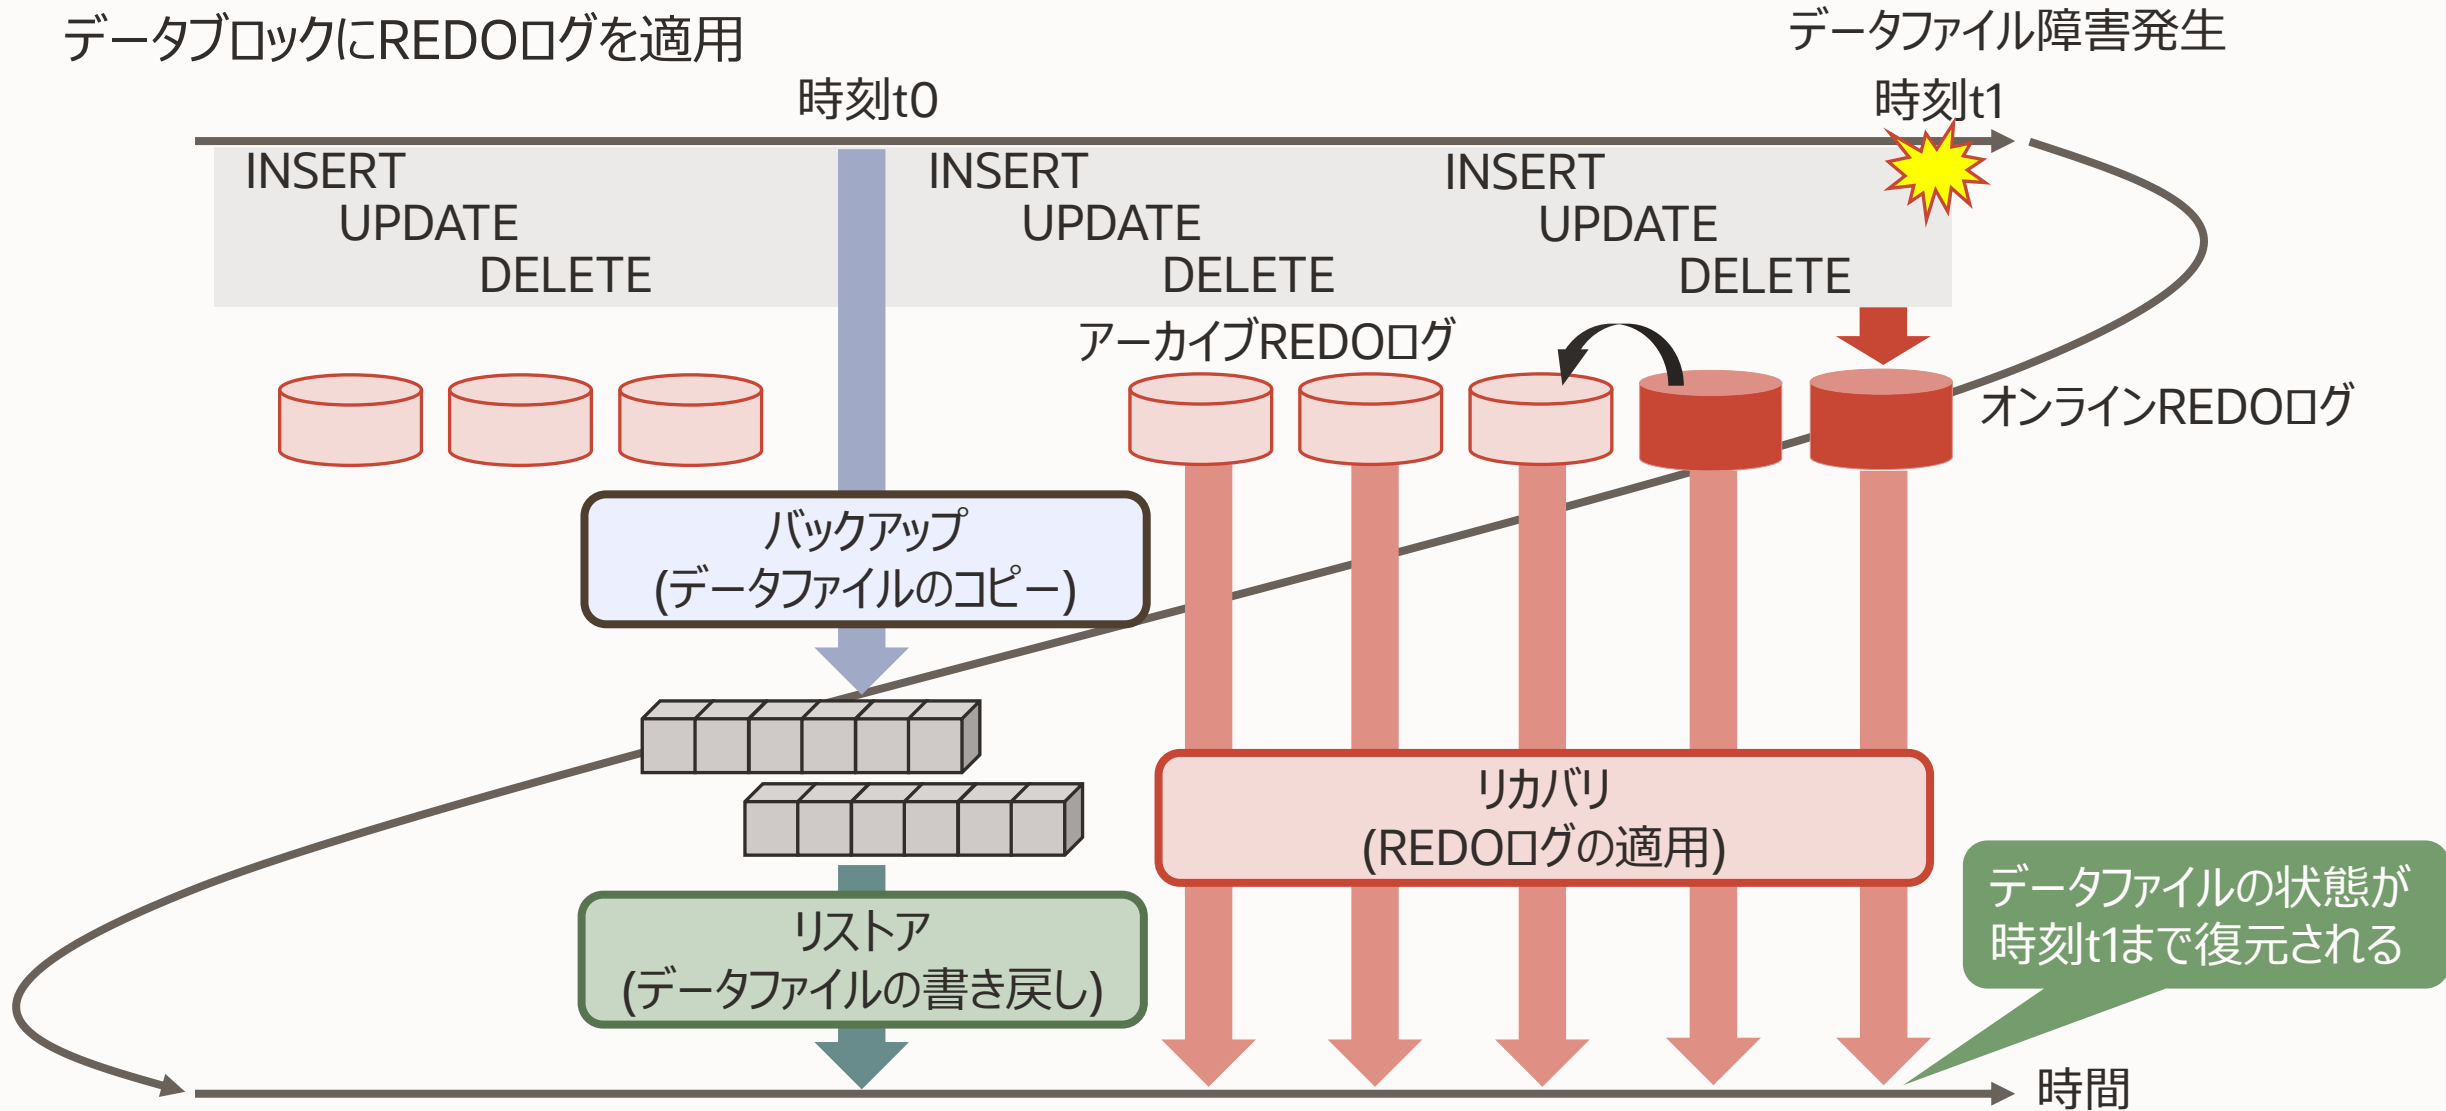 データブロックにREDOログを適用
データファイル障害発生
時刻t0
時刻t1
INSERT
UPDATE
DELETE
INSERT
UPDATE
DELETE
INSERT
UPDATE
DELETE
アーカイブREDOログ
オンラインREDOログ
バックアップ
(データファイルのコピー)
リカバリ
(REDOログの適用)
データファイルの状態が
時刻t1まで復元される
リストア
(データファイルの書き戻し)
時間